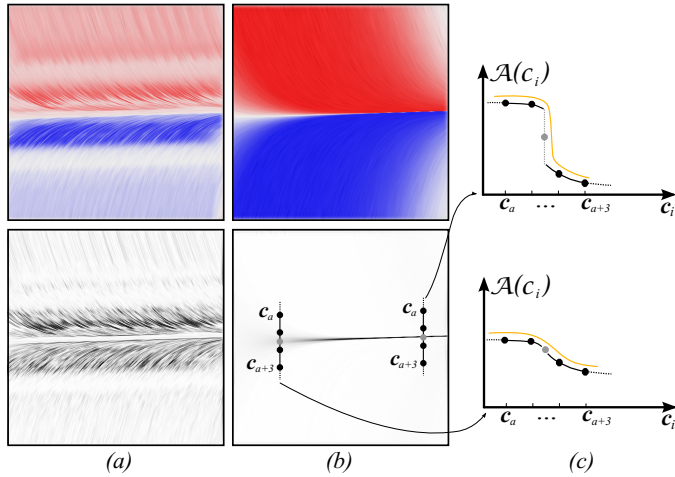 𝒜(c_i)
c_a ... c_{a+3} c_i
c_a
c_{a+3}
c_a
c_{a+3}
𝒜(c_i)
c_a ... c_{a+3} c_i
(a) (b) (c)